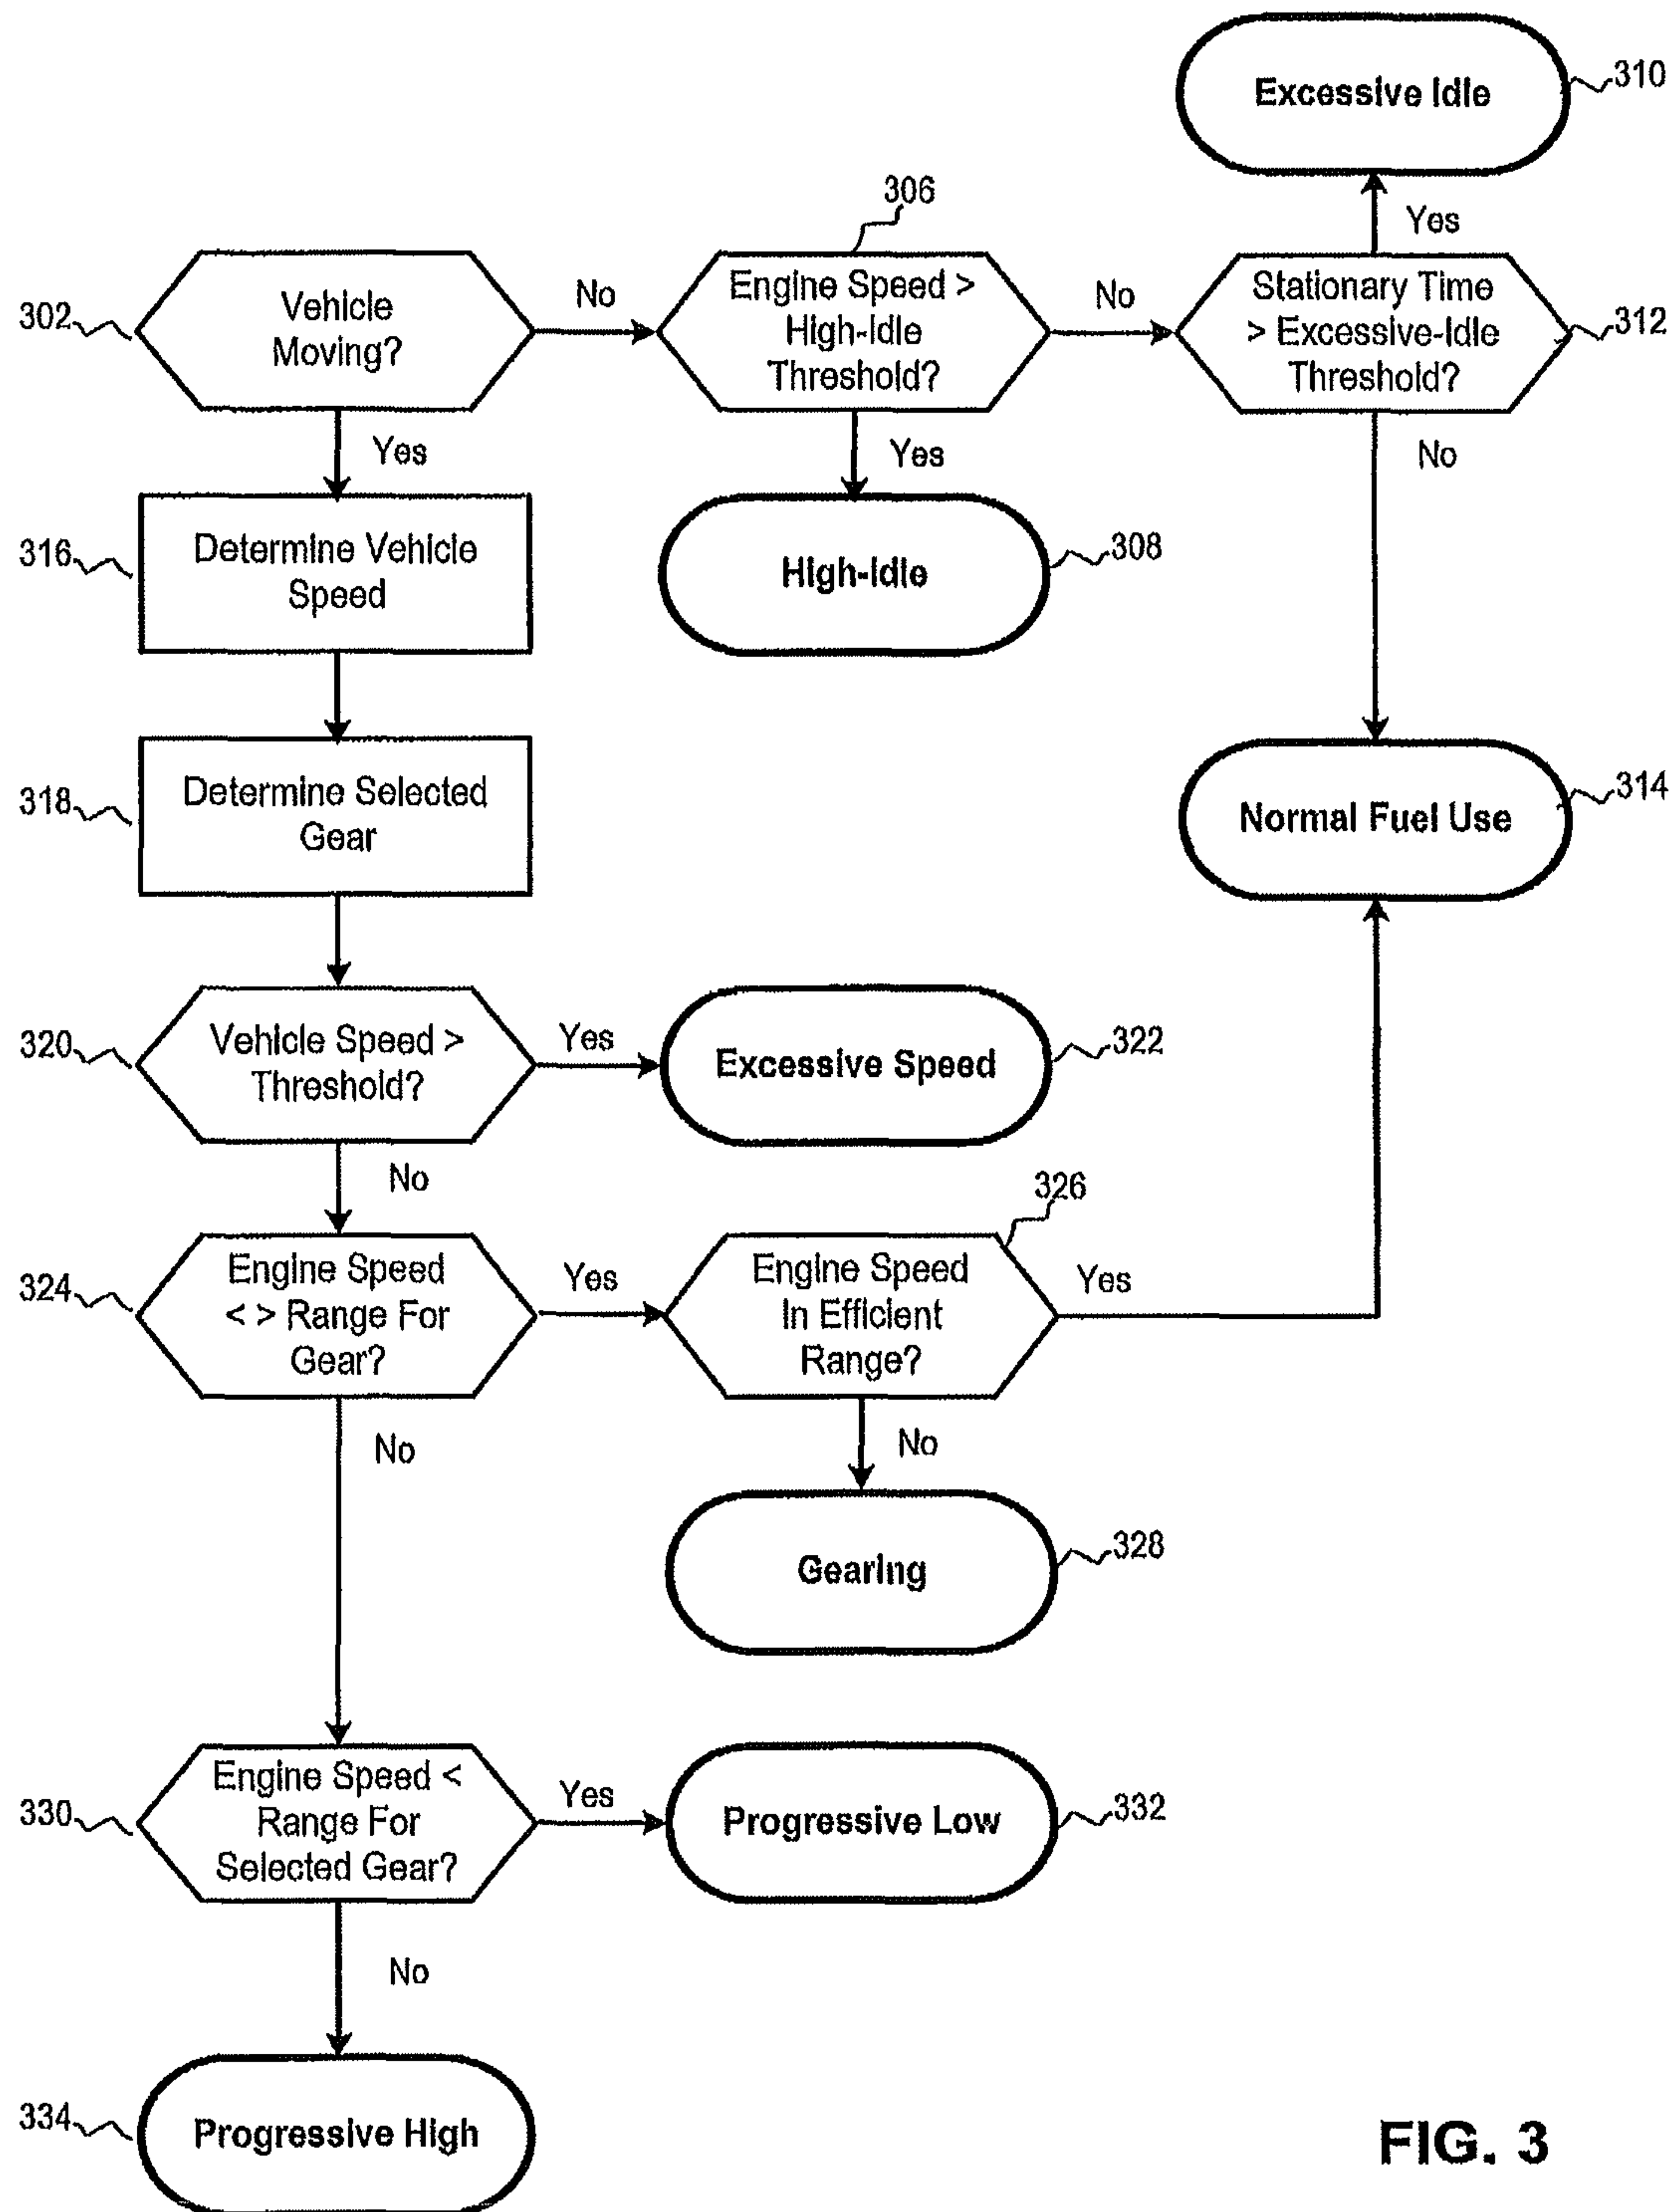 Excessive Idle
310
306
Yes
302
Vehicle
Moving?
No
Engine Speed >
High-Idle
Threshold?
No
Stationary Time
> Excessive-Idle
Threshold?
312
Yes
Yes
No
316
Determine Vehicle
Speed
High-Idle
308
318
Determine Selected
Gear
Normal Fuel Use
314
320
Vehicle Speed >
Threshold?
Yes
Excessive Speed
322
No
326
324
Engine Speed
< > Range For
Gear?
Yes
Engine Speed
In Efficient
Range?
Yes
No
No
Gearing
328
330
Engine Speed <
Range For
Selected Gear?
Yes
Progressive Low
332
No
334
Progressive High
FIG. 3